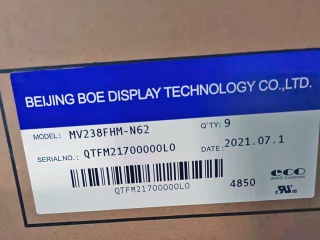 BEIJING BOE DISPLAY TECHNOLOGY CO.,LTD.
MODEL: MV238FHM-N62 Q'TY: 9
SERIAL NO.: QTFM21700000L0 DATE: 2021.07.1
QTFM21700000L0 4850
eco